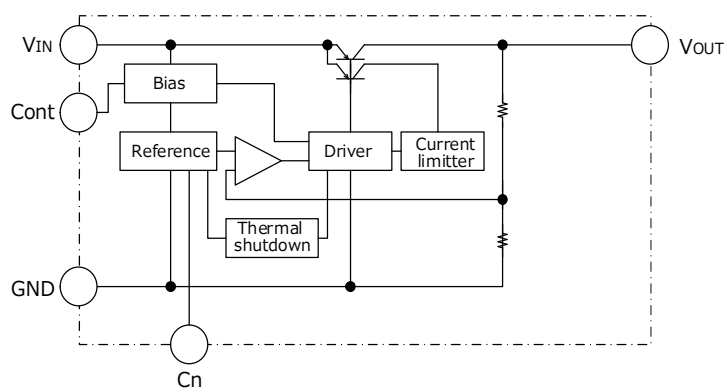 VIN
VOUT
Bias
Cont
Reference
Driver
Current
limitter
Thermal
shutdown
GND
Cn